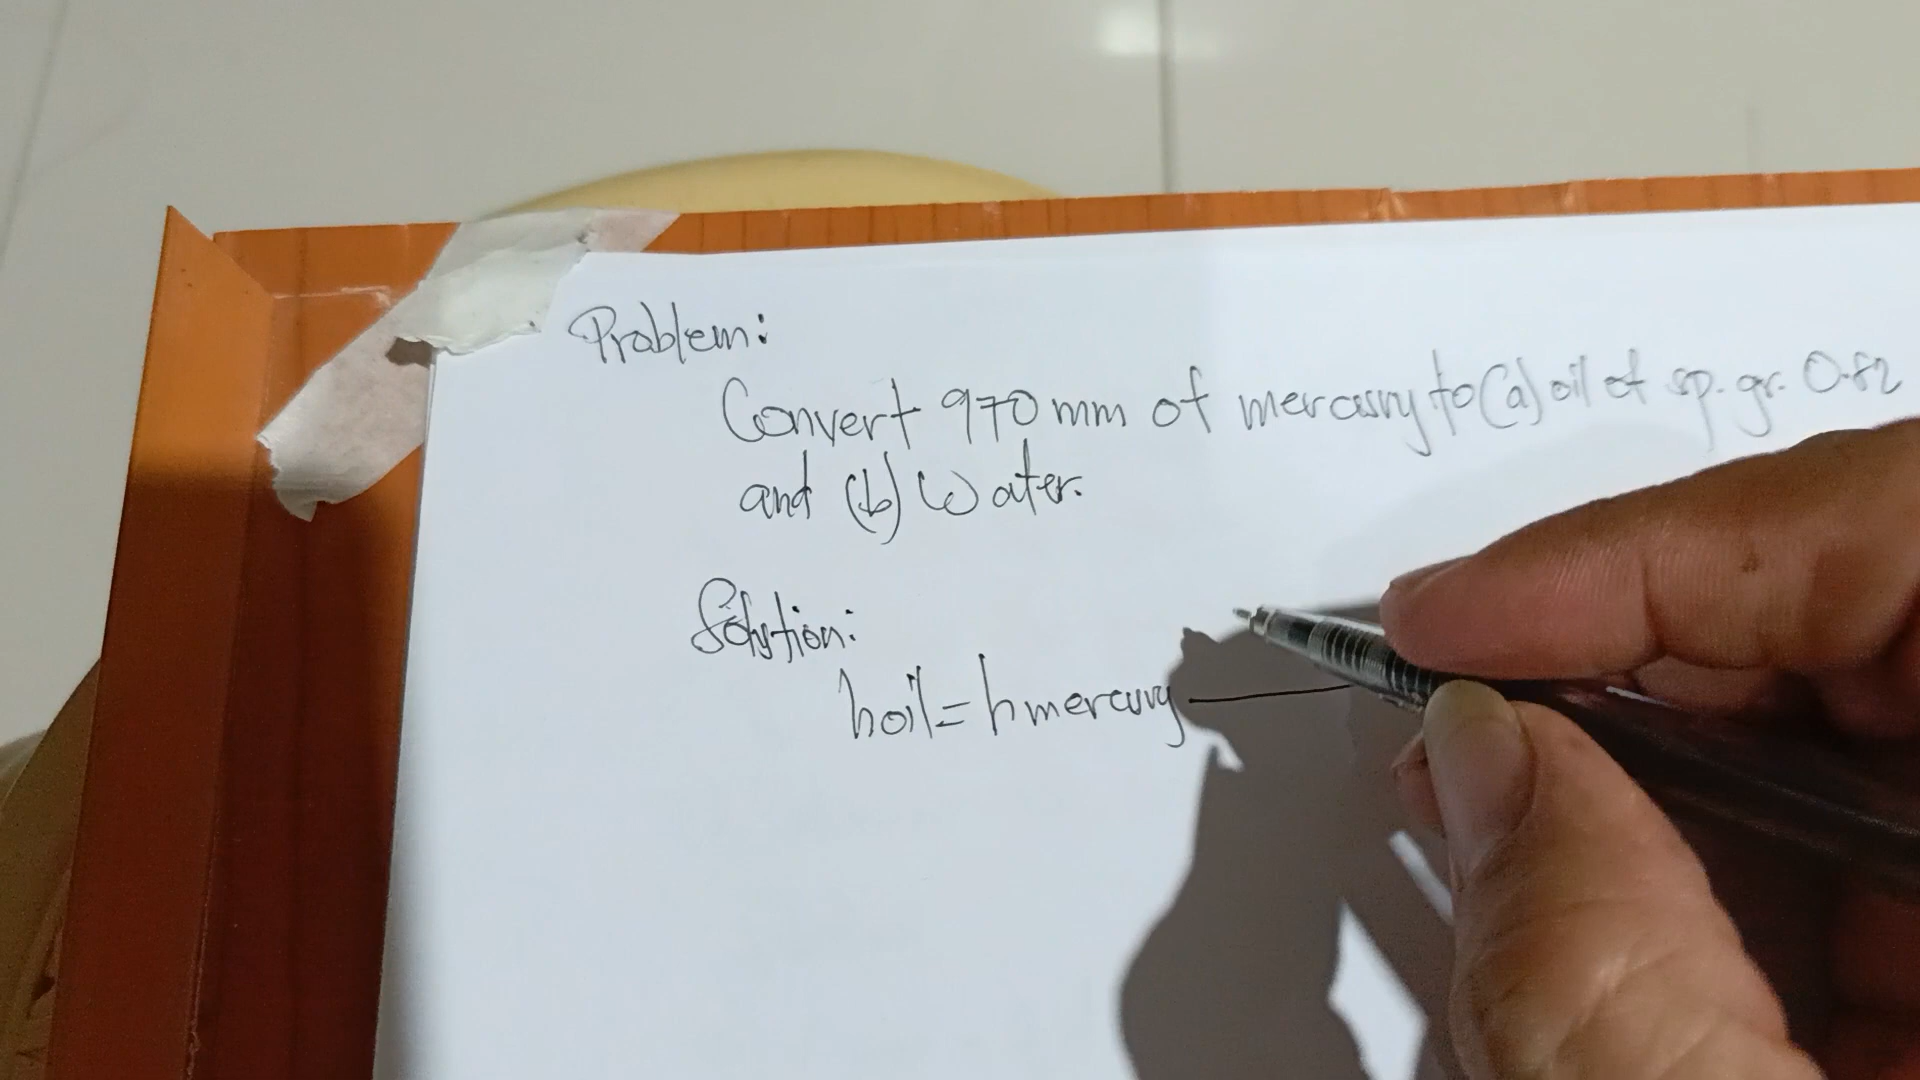 Problem:
Convert 970 mm of mercury to (a) oil of sp. gr. 0.82
and (b) Water.
Solution:
hoil = hmercury